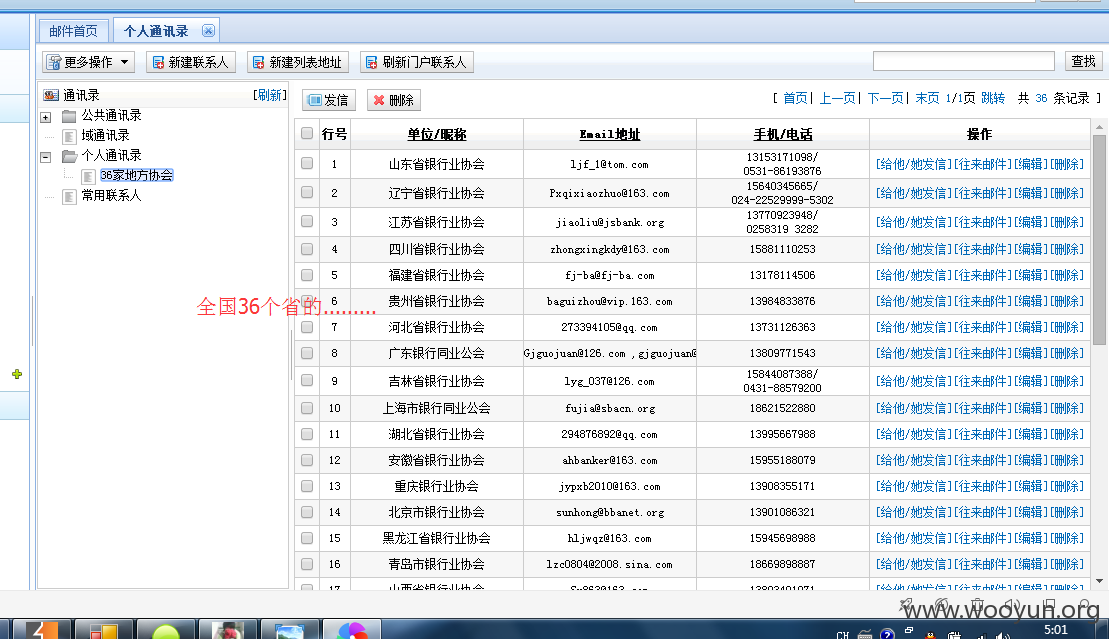 邮件首页 个人通讯录
更多操作 新建联系人 新建列表地址 刷新门户联系人 查找
通讯录 [刷新]
公共通讯录
域通讯录
个人通讯录
36家地方协会
常用联系人
发信 删除 [ 首页| 上一页| 下一页| 末页 1/1页 跳转 共 36 条记录 ]
行号 单位/昵称 Email地址 手机/电话 操作
1 山东省银行业协会 ljf_1@tom.com 13153171098/
0531-86193876 [给他/她发信][往来邮件][编辑][删除]
2 辽宁省银行业协会 Pxqixiaozhuo@163.com 15640345665/
024-22529999-5302 [给他/她发信][往来邮件][编辑][删除]
3 江苏省银行业协会 jiaoliu@jsbank.org 13770923948/
0258319 3282 [给他/她发信][往来邮件][编辑][删除]
4 四川省银行业协会 zhongxingkdy@163.com 15881110253 [给他/她发信][往来邮件][编辑][删除]
5 福建省银行业协会 fj-ba@fj-ba.com 13178114506 [给他/她发信][往来邮件][编辑][删除]
全国36个省的.........
6 贵州省银行业协会 baguizhou@vip.163.com 13984833876 [给他/她发信][往来邮件][编辑][删除]
7 河北省银行业协会 273394105@qq.com 13731126363 [给他/她发信][往来邮件][编辑][删除]
8 广东银行同业公会 Gjguojuan@126.com ,gjguojuan@ 13809771543 [给他/她发信][往来邮件][编辑][删除]
9 吉林省银行业协会 lyg_037@126.com 15844087388/
0431-88579200 [给他/她发信][往来邮件][编辑][删除]
10 上海市银行同业公会 fujia@sbacn.org 18621522880 [给他/她发信][往来邮件][编辑][删除]
11 湖北省银行业协会 294876892@qq.com 13995667988 [给他/她发信][往来邮件][编辑][删除]
12 安徽省银行业协会 ahbanker@163.com 15955188079 [给他/她发信][往来邮件][编辑][删除]
13 重庆银行业协会 jypxb2010@163.com 13908355171 [给他/她发信][往来邮件][编辑][删除]
14 北京市银行业协会 sunhong@bbanet.org 13901086321 [给他/她发信][往来邮件][编辑][删除]
15 黑龙江省银行业协会 hljwqz@163.com 15945698988 [给他/她发信][往来邮件][编辑][删除]
16 青岛市银行业协会 lzc0804@2008.sina.com 18669898887 [给他/她发信][往来邮件][编辑][删除]
17 山西省银行业协会 [给他/她发信][往来邮件][编辑][删除]
www.wooyun.org
CH 5:01